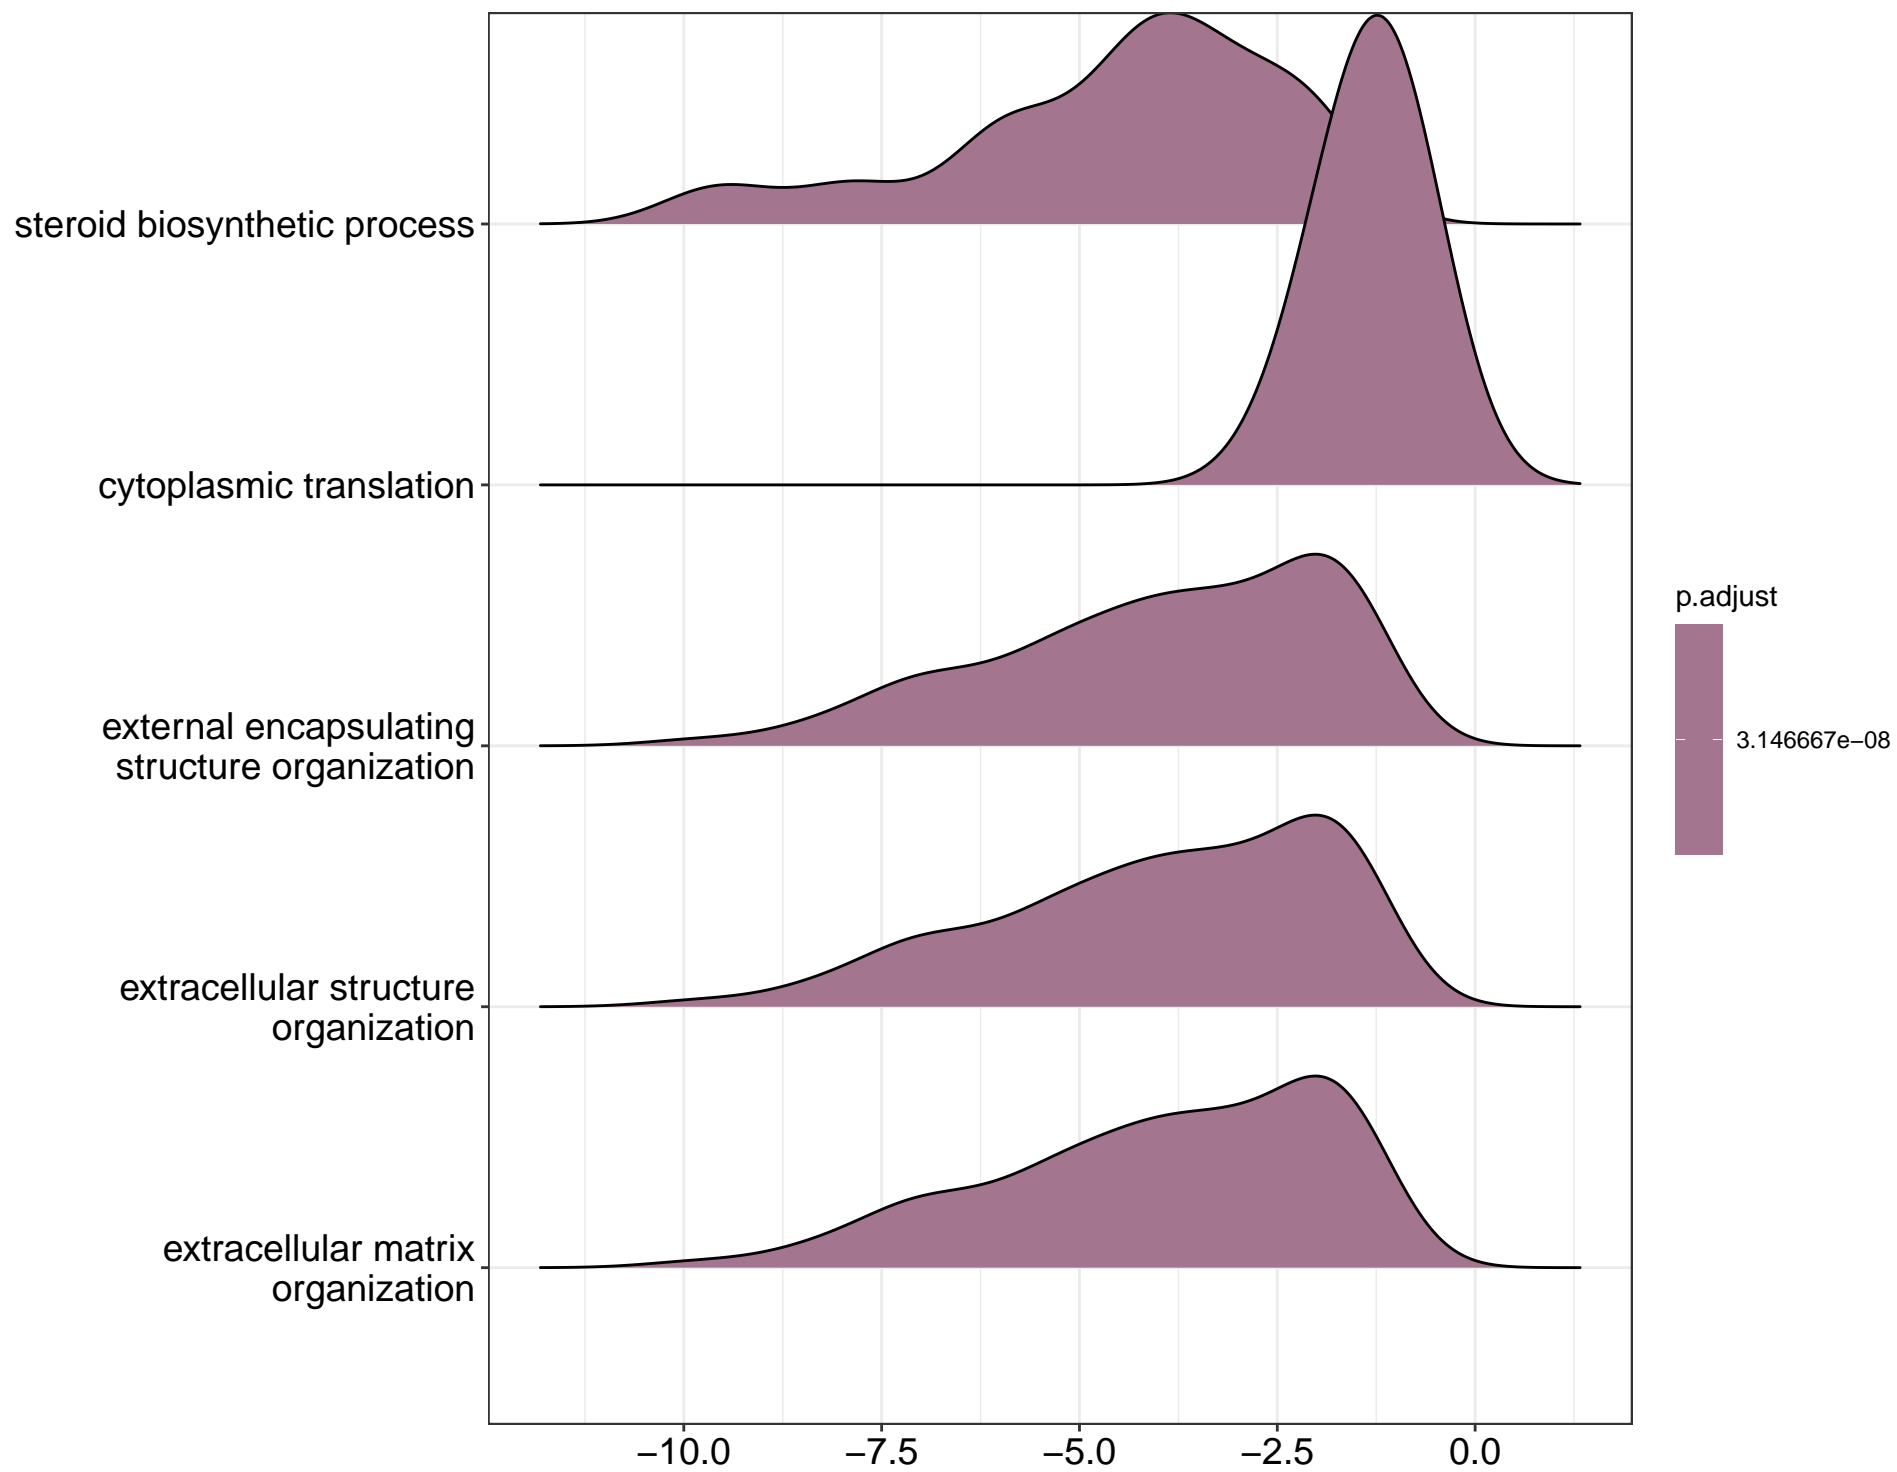 steroid biosynthetic process
cytoplasmic translation
external encapsulating
structure organization
extracellular structure
organization
extracellular matrix
organization
−10.0 −7.5 −5.0 −2.5 0.0
p.adjust
3.146667e−08